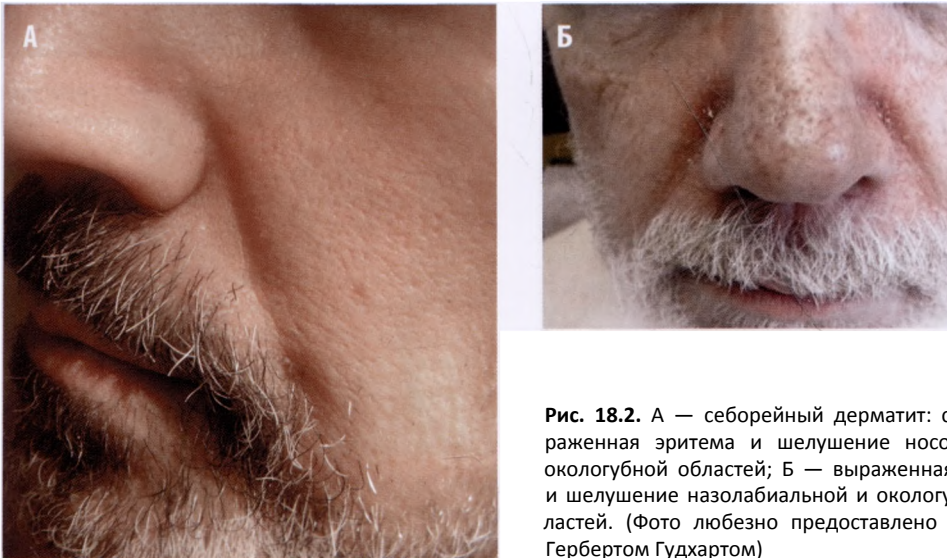 А
Б
Рис. 18.2. А — себорейный дерматит: с
раженная эритема и шелушение носо
окологубной областей; Б — выраженная
и шелушение назолабиальной и окологу
ластей. (Фото любезно предоставлено
Гербертом Гудхартом)